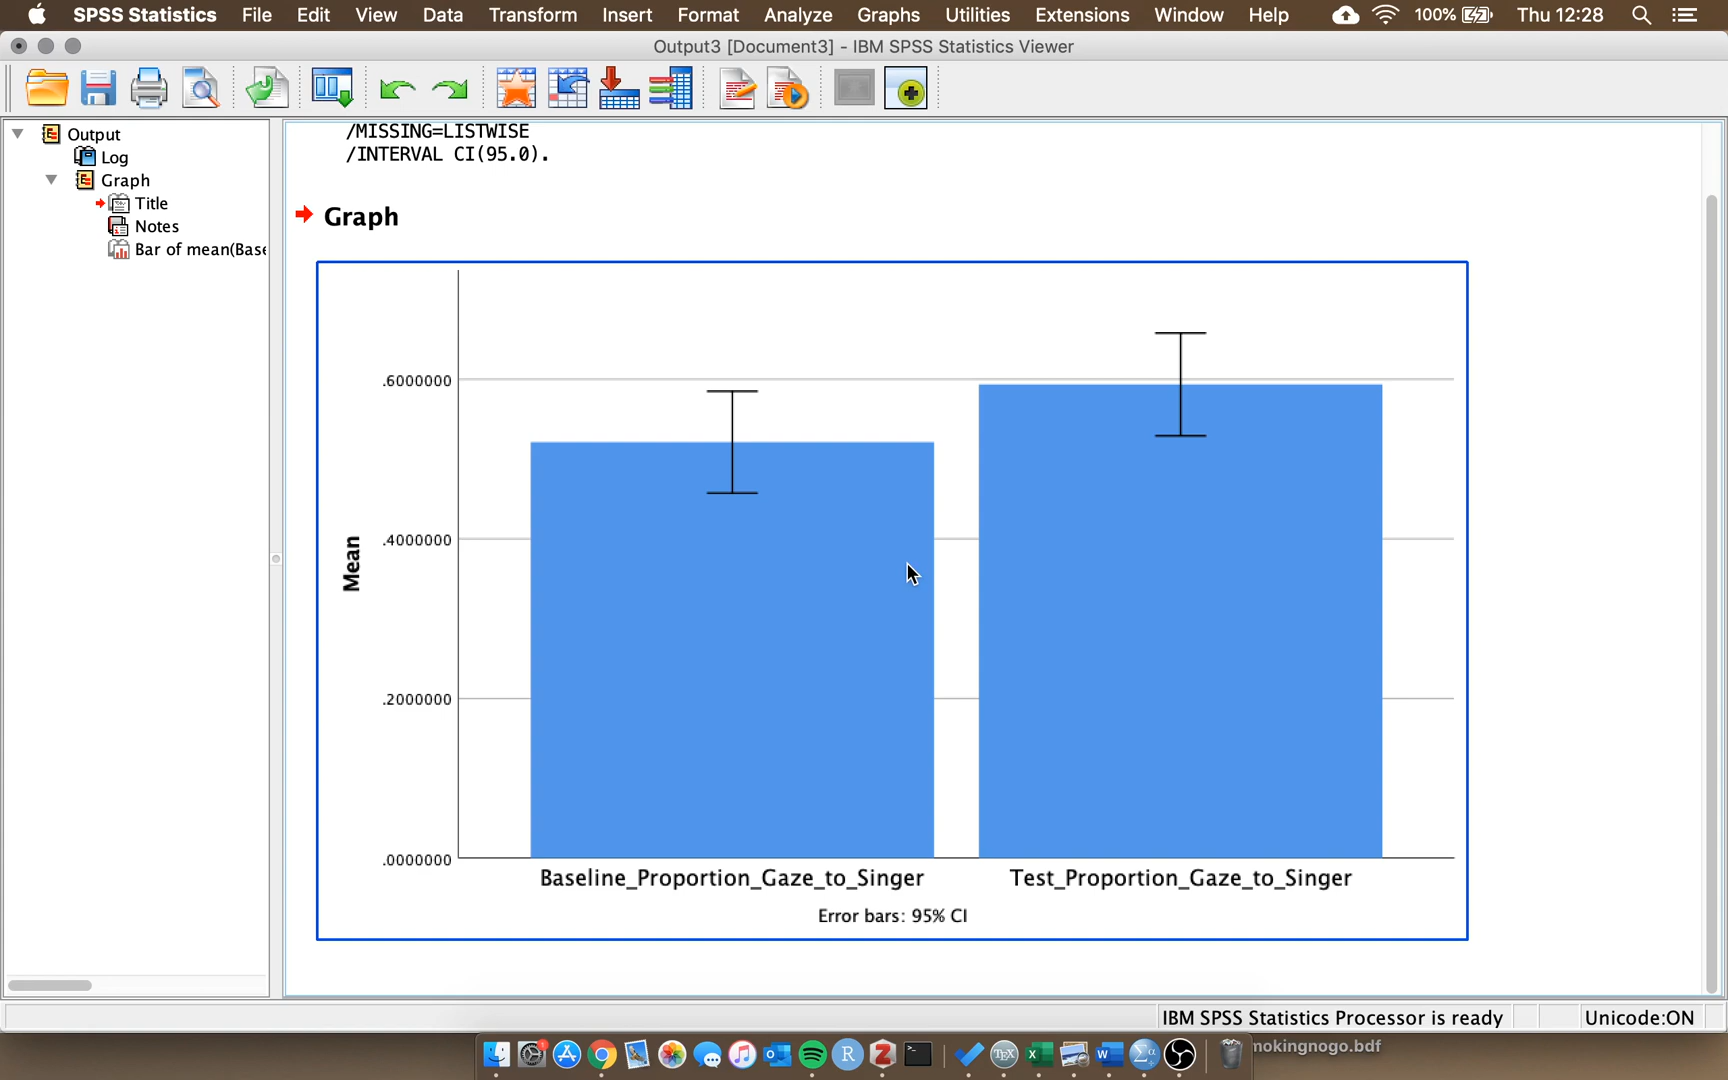 SPSS Statistics File Edit View Data Transform Insert Format Analyze Graphs Utilities Extensions Window Help 100% Thu 12:28
Output3 [Document3] - IBM SPSS Statistics Viewer
Output
Log
Graph
Title
Notes
Bar of mean(Base
/MISSING=LISTWISE
/INTERVAL CI(95.0).
Graph
.6000000
.4000000
.2000000
.0000000
Mean
Baseline_Proportion_Gaze_to_Singer Test_Proportion_Gaze_to_Singer
Error bars: 95% CI
IBM SPSS Statistics Processor is ready Unicode:ON
mokingnogo.bdf